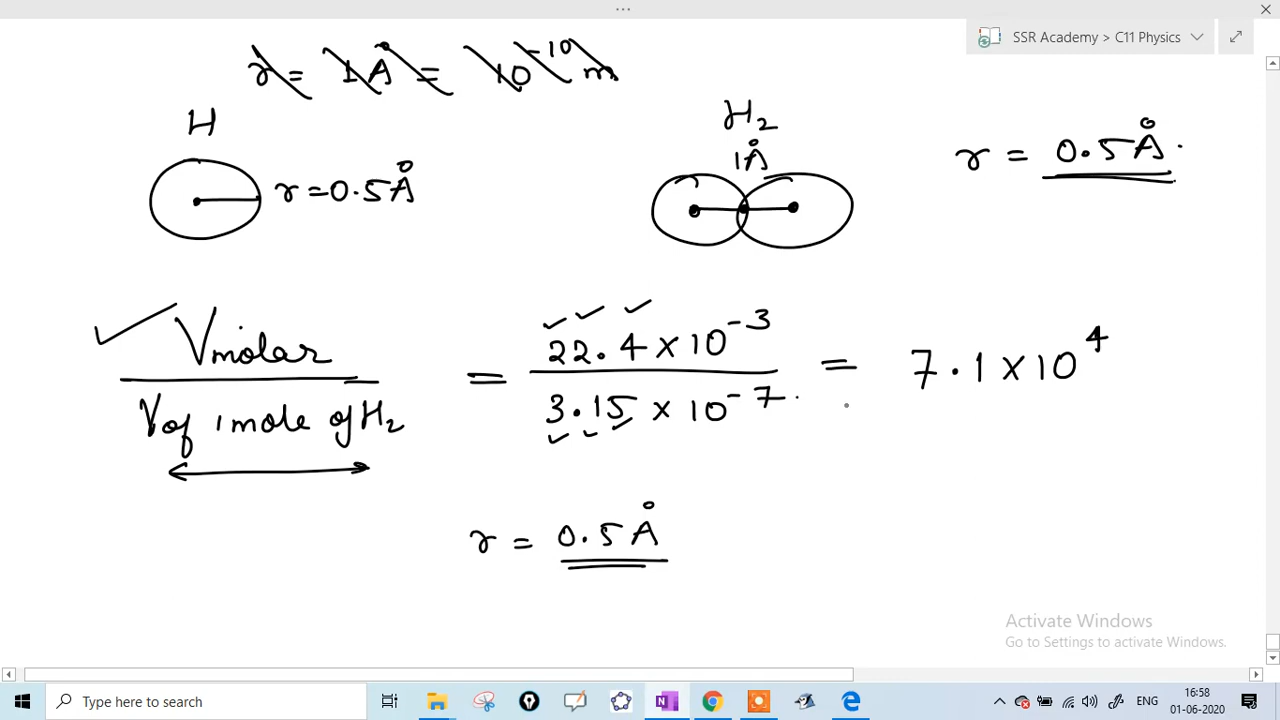 SSR Academy > C11 Physics
r = 1Å = 10⁻¹⁰ m
H
r = 0.5Å
H₂
1Å
r = 0.5Å.
Vmolar / V of 1 mole of H₂ = 22.4 × 10⁻³ / 3.15 × 10⁻⁷ = 7.1 × 10⁴
r = 0.5Å
Activate Windows
Go to Settings to activate Windows.
Type here to search
ENG
16:58
01-06-2020